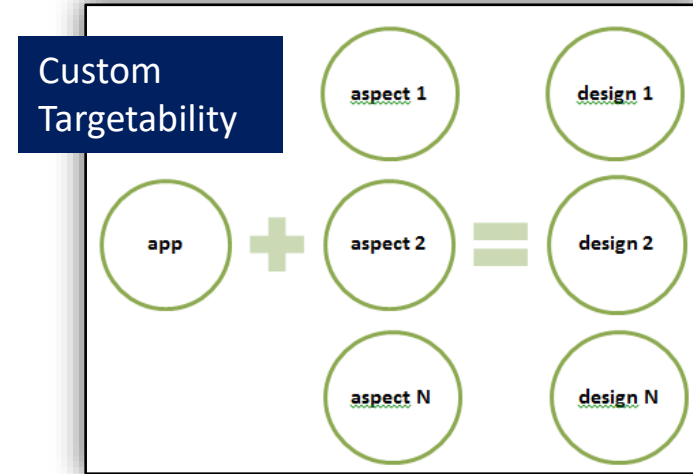 Custom
Targetability
aspect 1
design 1
app
+
aspect 2
=
design 2
aspect N
design N